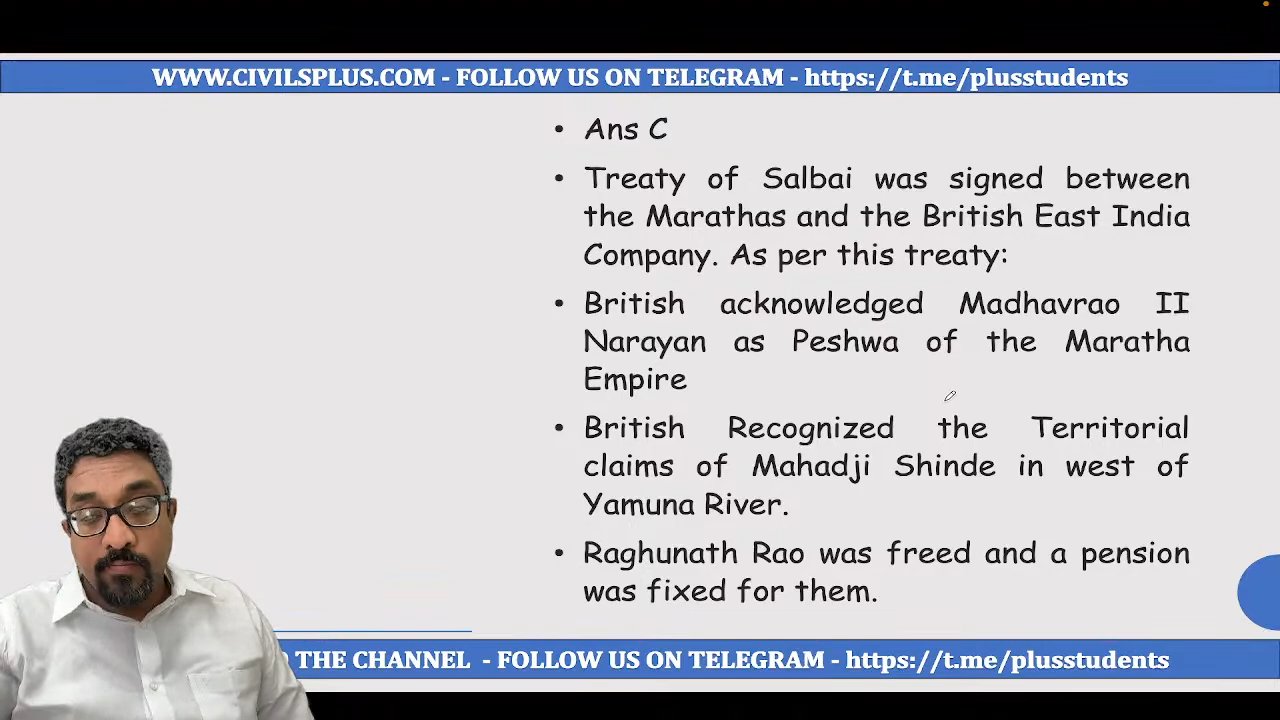 WWW.CIVILSPLUS.COM - FOLLOW US ON TELEGRAM - https://t.me/plusstudents
• Ans C
• Treaty of Salbai was signed between
the Marathas and the British East India
Company. As per this treaty:
• British acknowledged Madhavrao II
Narayan as Peshwa of the Maratha
Empire
• British Recognized the Territorial
claims of Mahadji Shinde in west of
Yamuna River.
• Raghunath Rao was freed and a pension
was fixed for them.
THE CHANNEL - FOLLOW US ON TELEGRAM - https://t.me/plusstudents